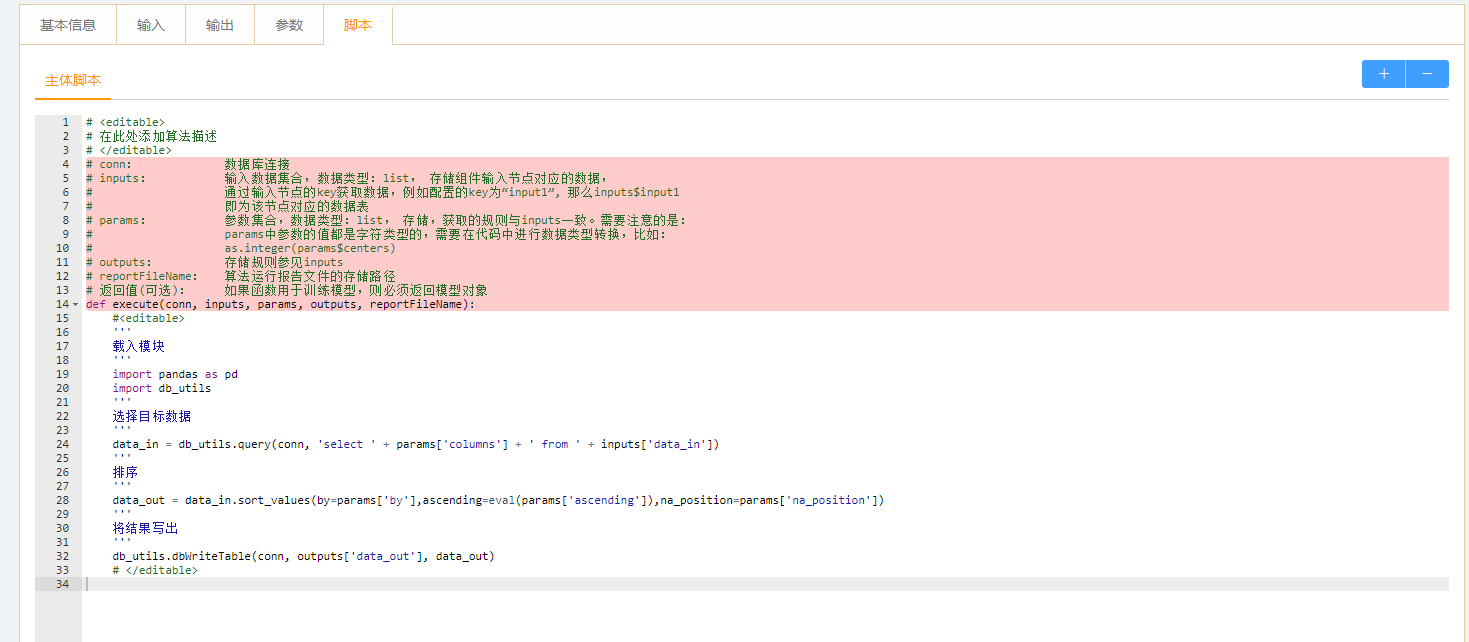 基本信息 输入 输出 参数 脚本
主体脚本
+ −
1 # <editable>
2 # 在此处添加算法描述
3 # </editable>
4 # conn: 数据库连接
5 # inputs: 输入数据集合，数据类型：list， 存储组件输入节点对应的数据，
6 # 通过输入节点的key获取数据，例如配置的key为“input1”, 那么inputs$input1
7 # 即为该节点对应的数据表
8 # params: 参数集合，数据类型：list， 存储，获取的规则与inputs一致。需要注意的是：
9 # params中参数的值都是字符类型的，需要在代码中进行数据类型转换，比如：
10 # as.integer(params$centers)
11 # outputs: 存储规则参见inputs
12 # reportFileName: 算法运行报告文件的存储路径
13 # 返回值(可选): 如果函数用于训练模型，则必须返回模型对象
14 def execute(conn, inputs, params, outputs, reportFileName):
15 #<editable>
16 '''
17 载入模块
18 '''
19 import pandas as pd
20 import db_utils
21 '''
22 选择目标数据
23 '''
24 data_in = db_utils.query(conn, 'select ' + params['columns'] + ' from ' + inputs['data_in'])
25 '''
26 排序
27 '''
28 data_out = data_in.sort_values(by=params['by'],ascending=eval(params['ascending']),na_position=params['na_position'])
29 '''
30 将结果写出
31 '''
32 db_utils.dbWriteTable(conn, outputs['data_out'], data_out)
33 # </editable>
34